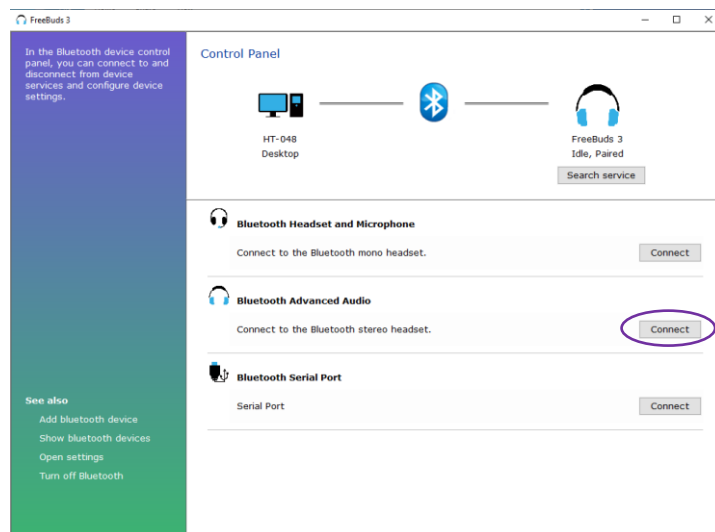 FreeBuds 3
In the Bluetooth device control
panel, you can connect to and
disconnect from device
services and configure device
settings.
Control Panel
HT-048
Desktop
FreeBuds 3
Idle, Paired
Search service
Bluetooth Headset and Microphone
Connect to the Bluetooth mono headset.
Connect
Bluetooth Advanced Audio
Connect to the Bluetooth stereo headset.
Connect
Bluetooth Serial Port
Serial Port
Connect
See also
Add bluetooth device
Show bluetooth devices
Open settings
Turn off Bluetooth